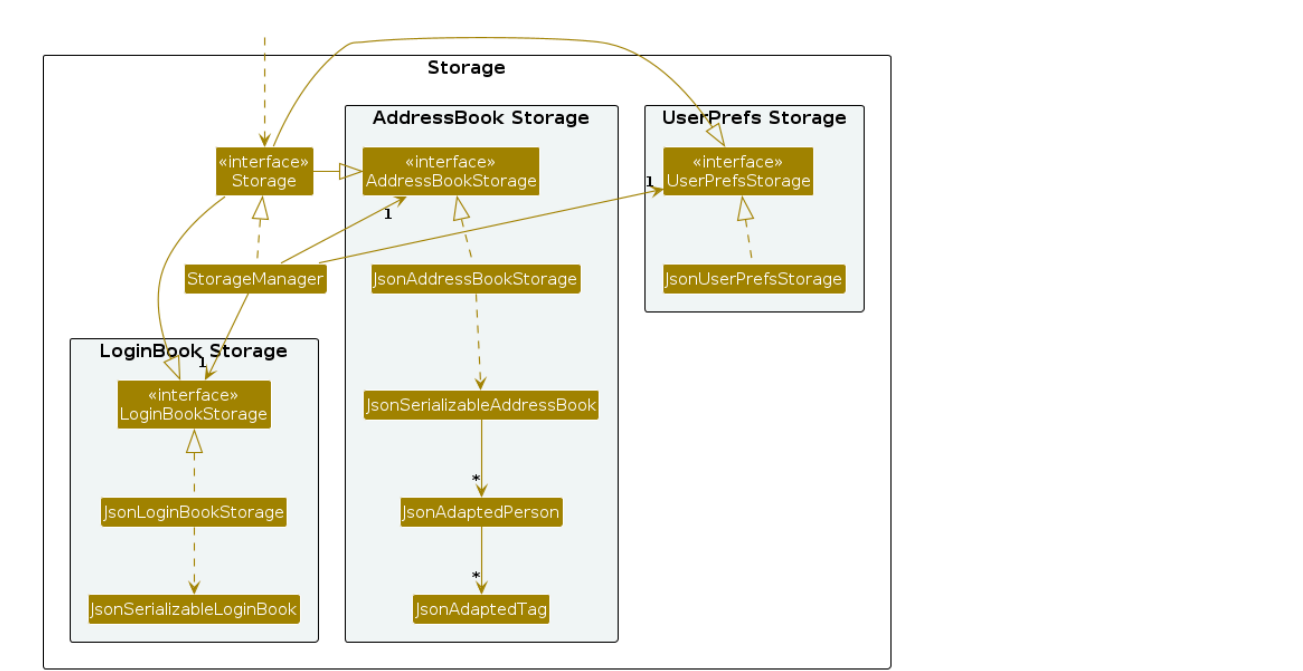 Storage
AddressBook Storage
UserPrefs Storage
«interface»
Storage
«interface»
AddressBookStorage
«interface»
UserPrefsStorage
1
1
StorageManager
JsonAddressBookStorage
JsonUserPrefsStorage
LoginBook Storage
1
«interface»
LoginBookStorage
JsonSerializableAddressBook
*
JsonLoginBookStorage
JsonAdaptedPerson
*
JsonSerializableLoginBook
JsonAdaptedTag